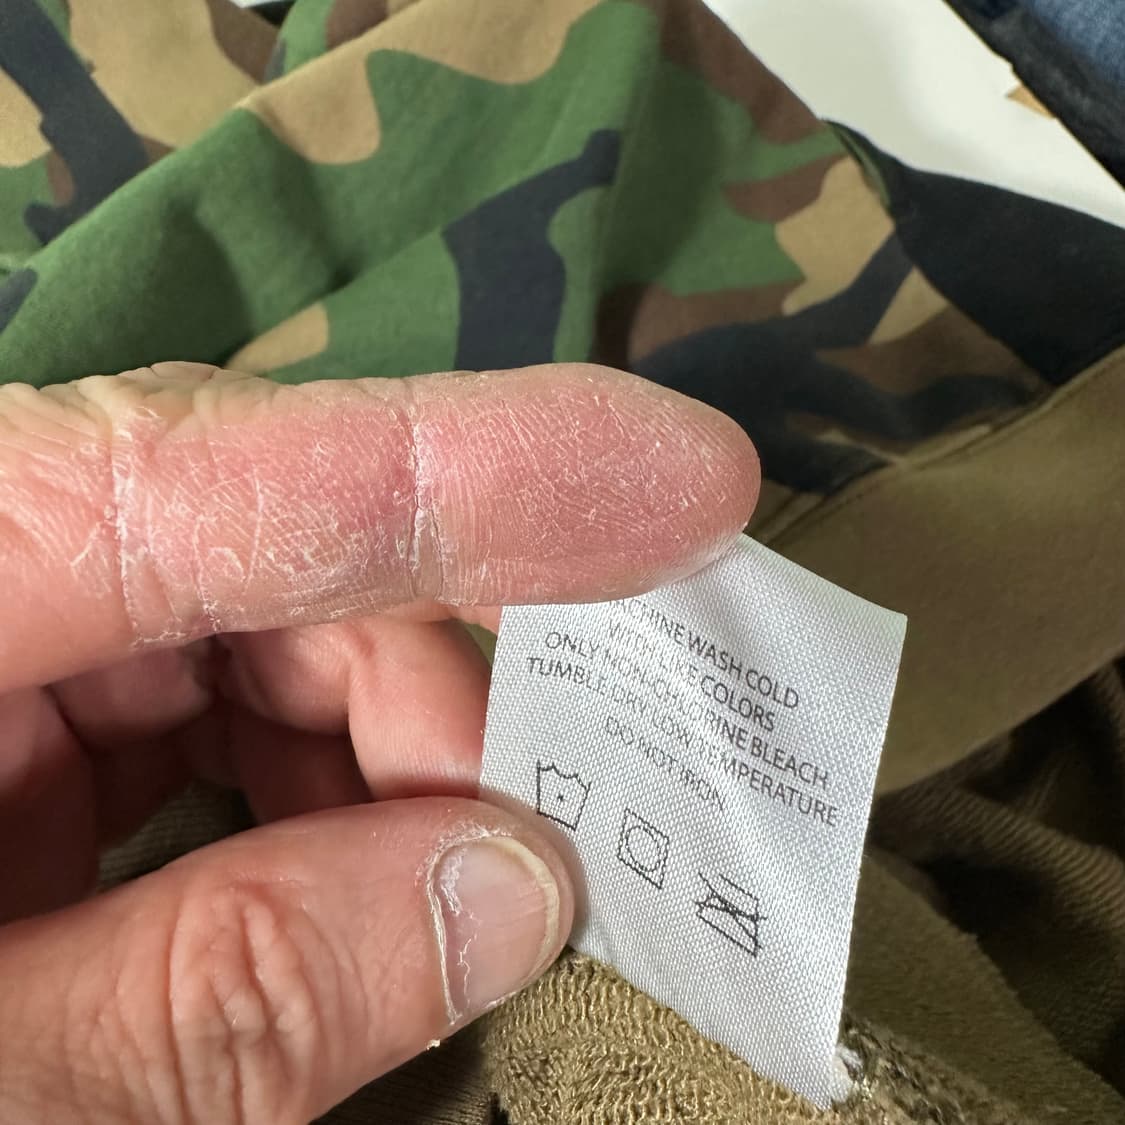 WASH COLD
WITH LIKE COLORS
ONLY NON-CHLORINE BLEACH
TUMBLE DRY LOW TEMPERATURE
DO NOT IRON